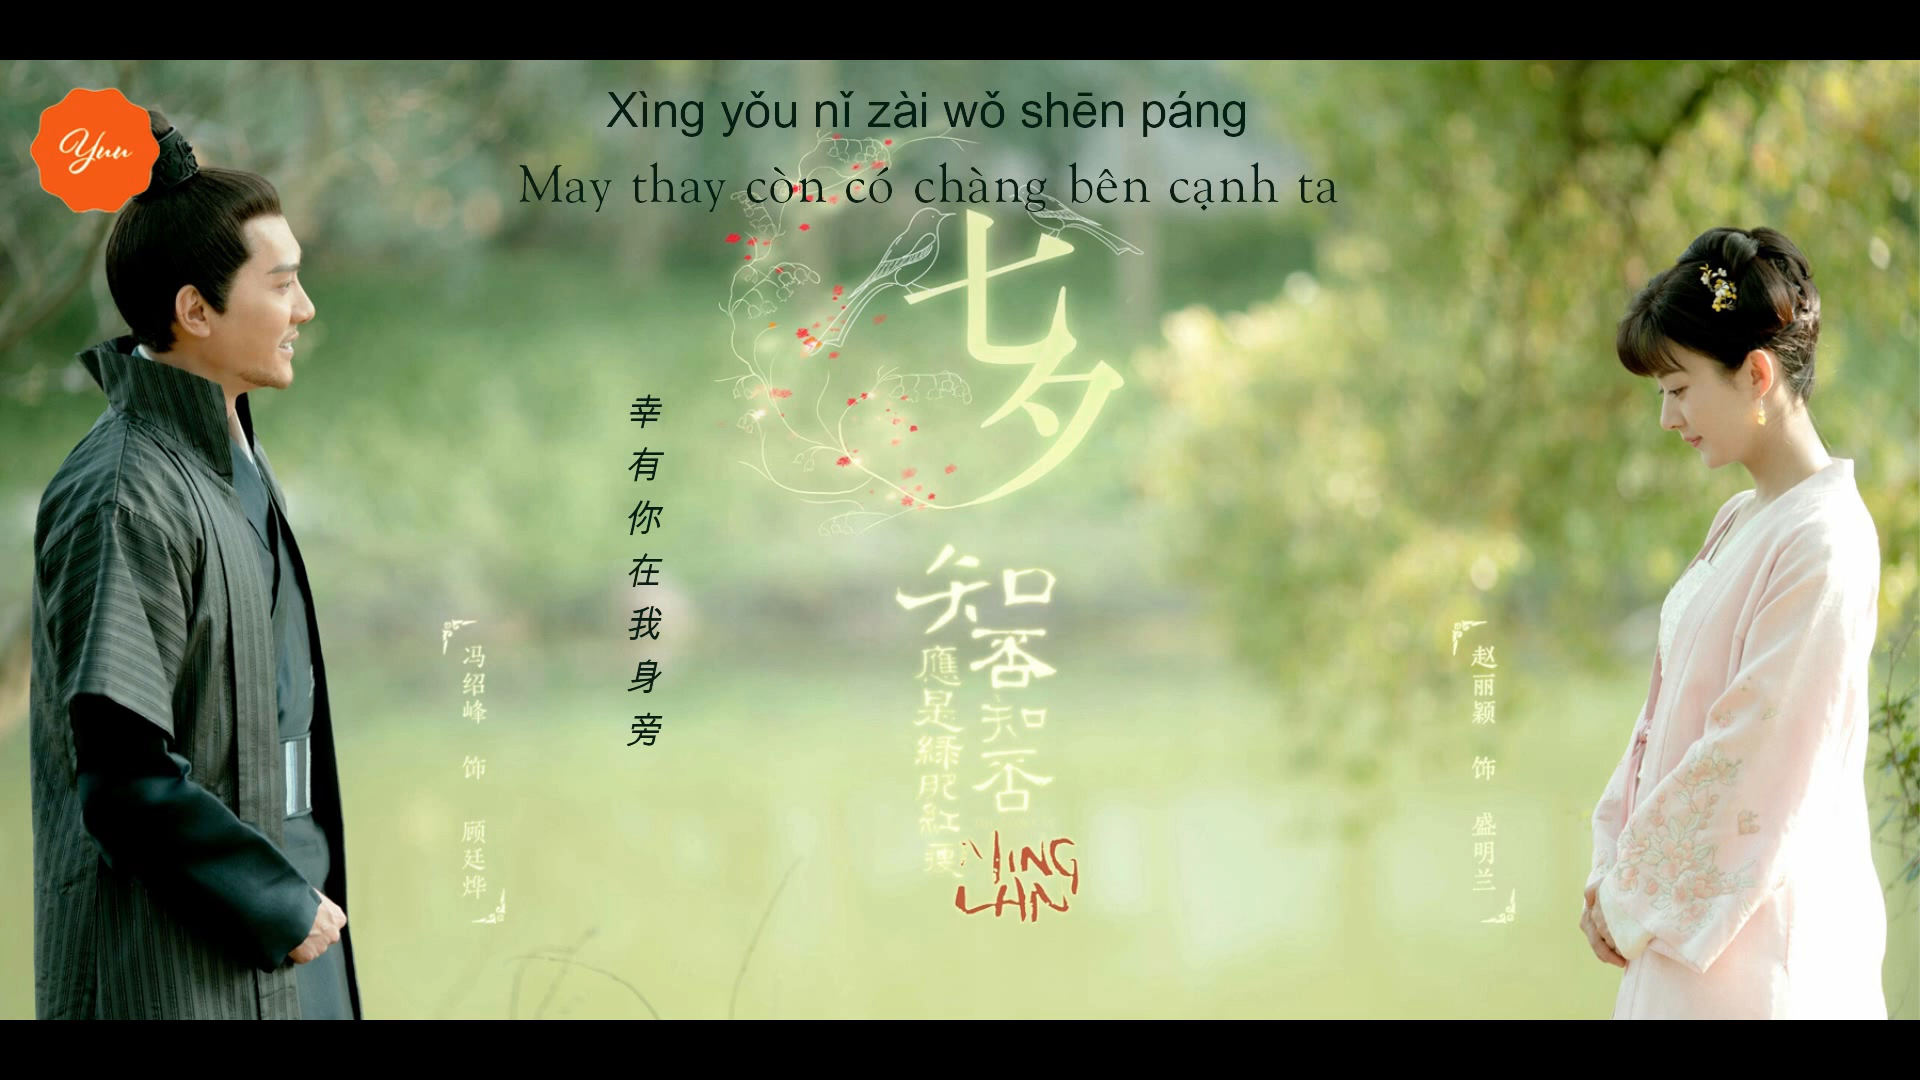 Yuu
Xìng yǒu nǐ zài wǒ shēn páng
May thay còn có chàng bên cạnh ta
七夕
幸有你在我身旁
知否知否
應是綠肥紅瘦
MING
LAN
冯绍峰 饰 顾廷烨
赵丽颖 饰 盛明兰